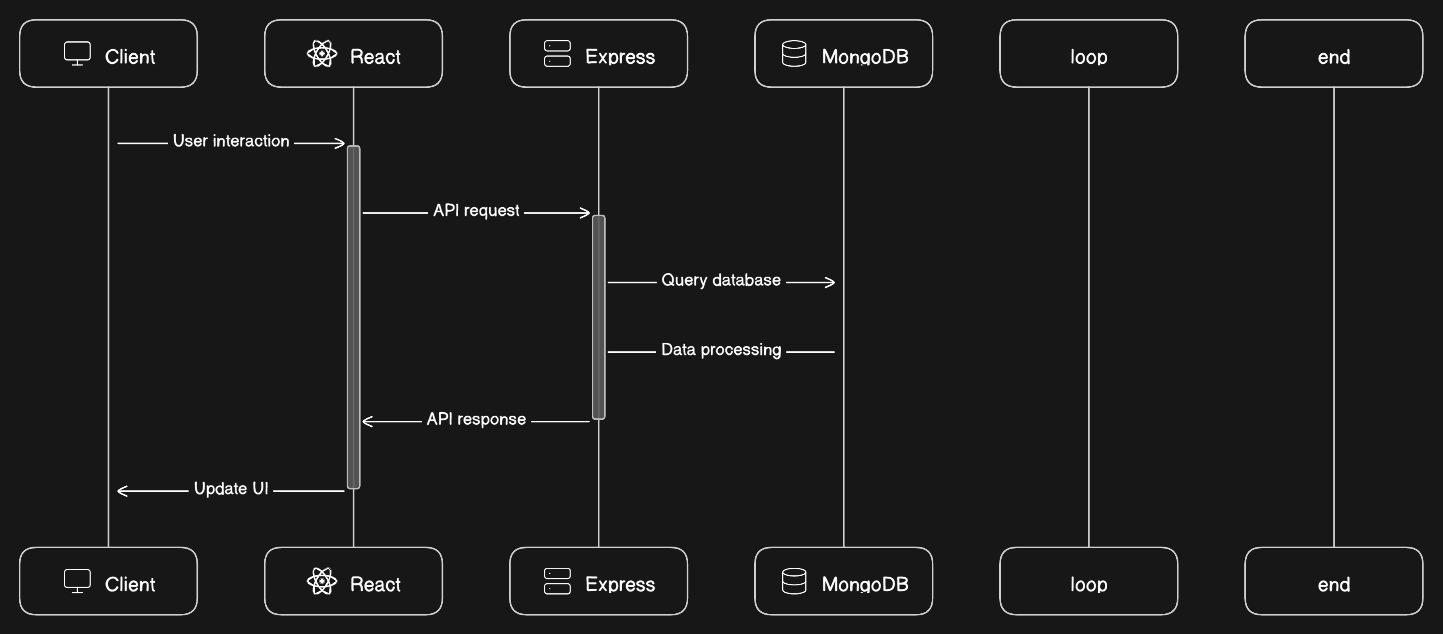 Client
React
Express
MongoDB
loop
end
User interaction
API request
Query database
Data processing
API response
Update UI
Client
React
Express
MongoDB
loop
end